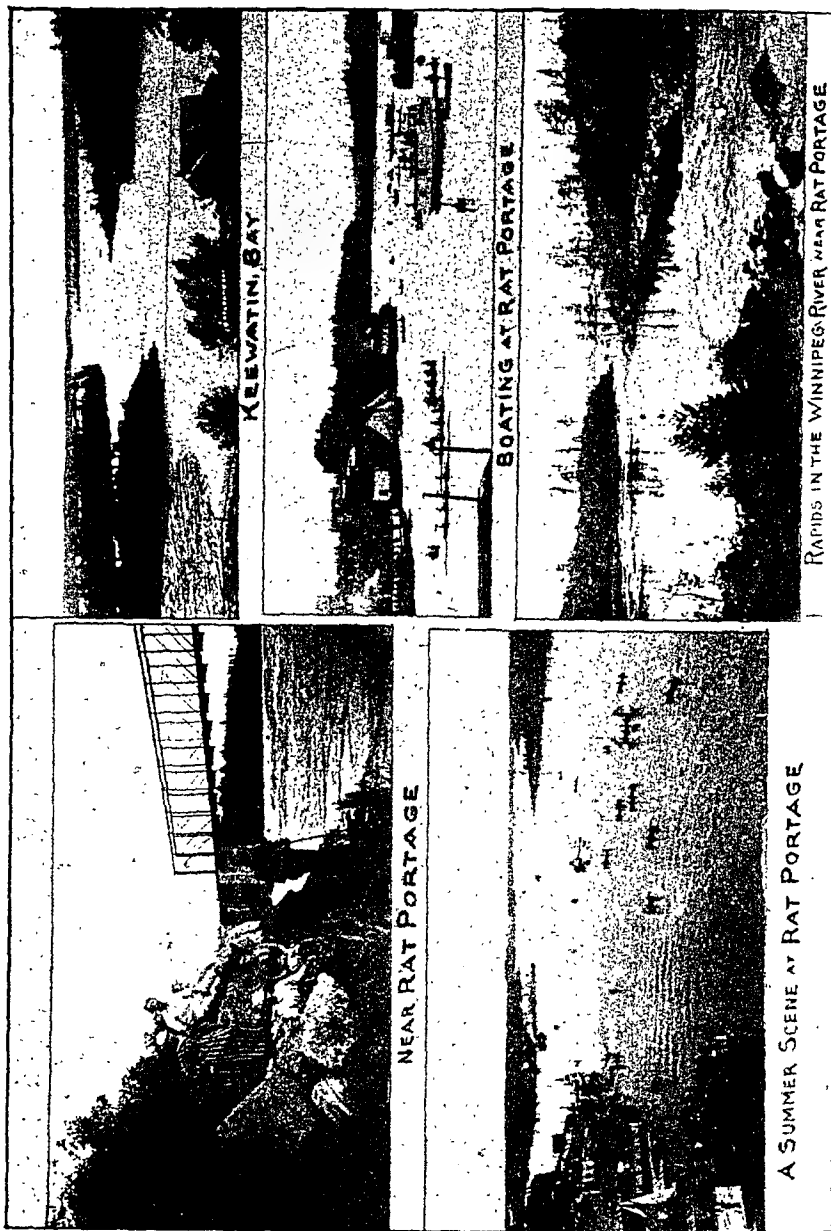 NEAR RAT PORTAGE
A SUMMER SCENE AT RAT PORTAGE
KEEWATIN BAY
BOATING AT RAT PORTAGE
RAPIDS IN THE WINNIPEG RIVER NEAR RAT PORTAGE